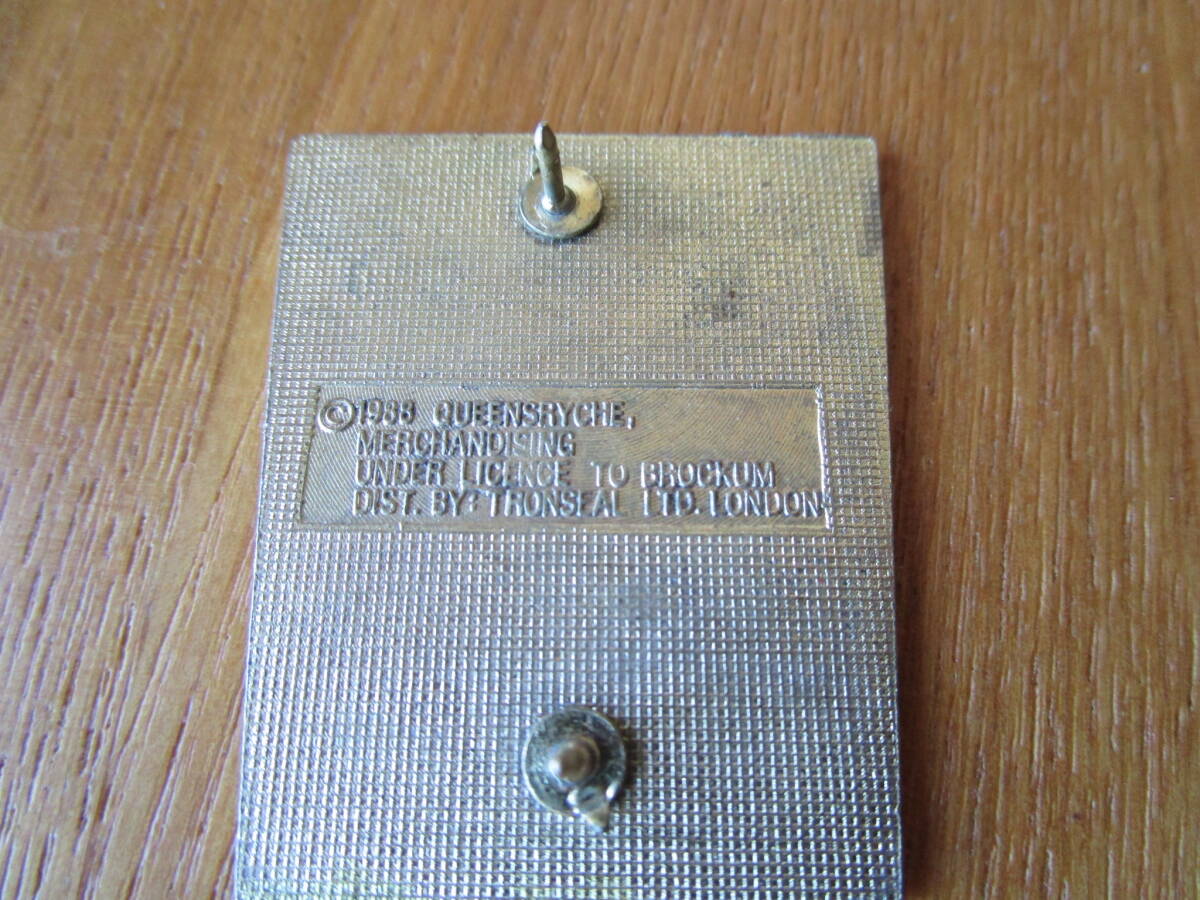 ©1988 QUEENSRYCHE,
MERCHANDISING
UNDER LICENCE TO BROCKUM
DIST. BY: TRONSEAL LTD. LONDON